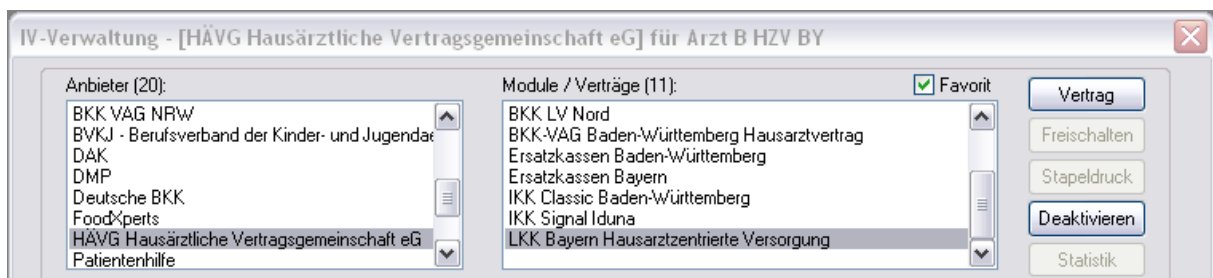 IV-Verwaltung - [HÄVG Hausärztliche Vertragsgemeinschaft eG] für Arzt B HZV BY
Anbieter (20):
BKK VAG NRW
BVKJ - Berufsverband der Kinder- und Jugendae
DAK
DMP
Deutsche BKK
FoodXperts
HÄVG Hausärztliche Vertragsgemeinschaft eG
Patientenhilfe
Module / Verträge (11):
Favorit
BKK LV Nord
BKK-VAG Baden-Württemberg Hausarztvertrag
Ersatzkassen Baden-Württemberg
Ersatzkassen Bayern
IKK Classic Baden-Württemberg
IKK Signal Iduna
LKK Bayern Hausarztzentrierte Versorgung
Vertrag
Freischalten
Stapeldruck
Deaktivieren
Statistik